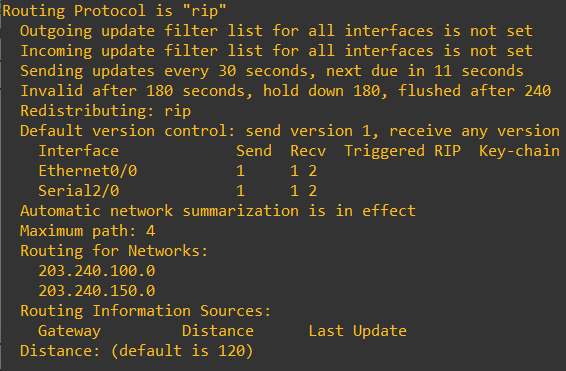 Routing Protocol is "rip"
  Outgoing update filter list for all interfaces is not set
  Incoming update filter list for all interfaces is not set
  Sending updates every 30 seconds, next due in 11 seconds
  Invalid after 180 seconds, hold down 180, flushed after 240
  Redistributing: rip
  Default version control: send version 1, receive any version
    Interface             Send  Recv  Triggered RIP  Key-chain
    Ethernet0/0           1     1 2
    Serial2/0             1     1 2
  Automatic network summarization is in effect
  Maximum path: 4
  Routing for Networks:
    203.240.100.0
    203.240.150.0
  Routing Information Sources:
    Gateway         Distance      Last Update
  Distance: (default is 120)